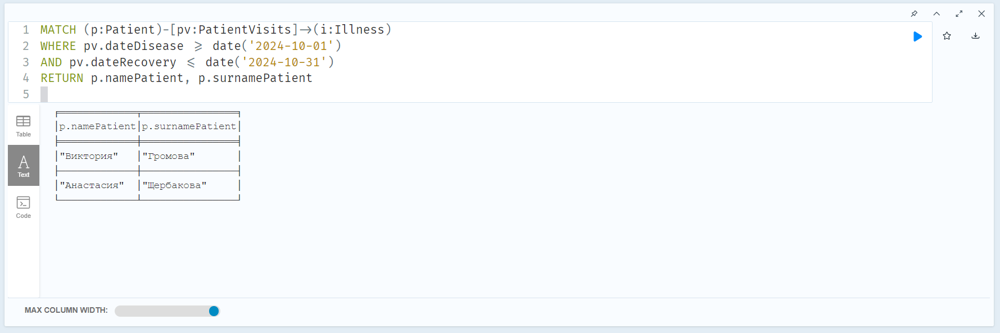 1 MATCH (p:Patient)-[pv:PatientVisits]->(i:Illness)
2 WHERE pv.dateDisease >= date('2024-10-01')
3 AND pv.dateRecovery <= date('2024-10-31')
4 RETURN p.namePatient, p.surnamePatient
5
Table
Text
Code
p.namePatient p.surnamePatient
"Виктория" "Громова"
"Анастасия" "Щербакова"
MAX COLUMN WIDTH: